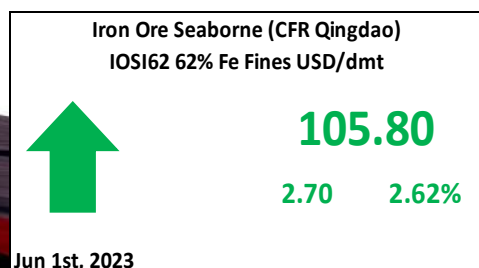 Iron Ore Seaborne (CFR Qingdao)
IOSI62 62% Fe Fines USD/dmt
105.80
2.70 2.62%
Jun 1st, 2023